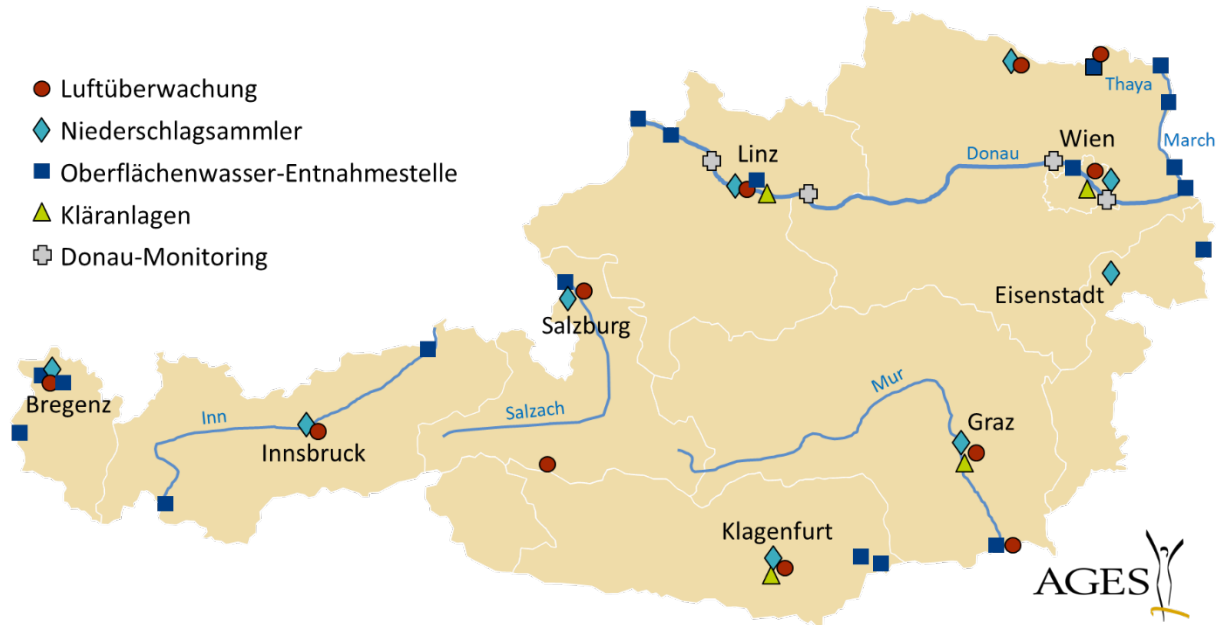 Luftüberwachung
Niederschlagsammler
Oberflächenwasser-Entnahmestelle
Kläranlagen
Donau-Monitoring
Thaya
March
Wien
Donau
Linz
Eisenstadt
Salzburg
Bregenz
Inn
Innsbruck
Salzach
Mur
Graz
Klagenfurt
AGES